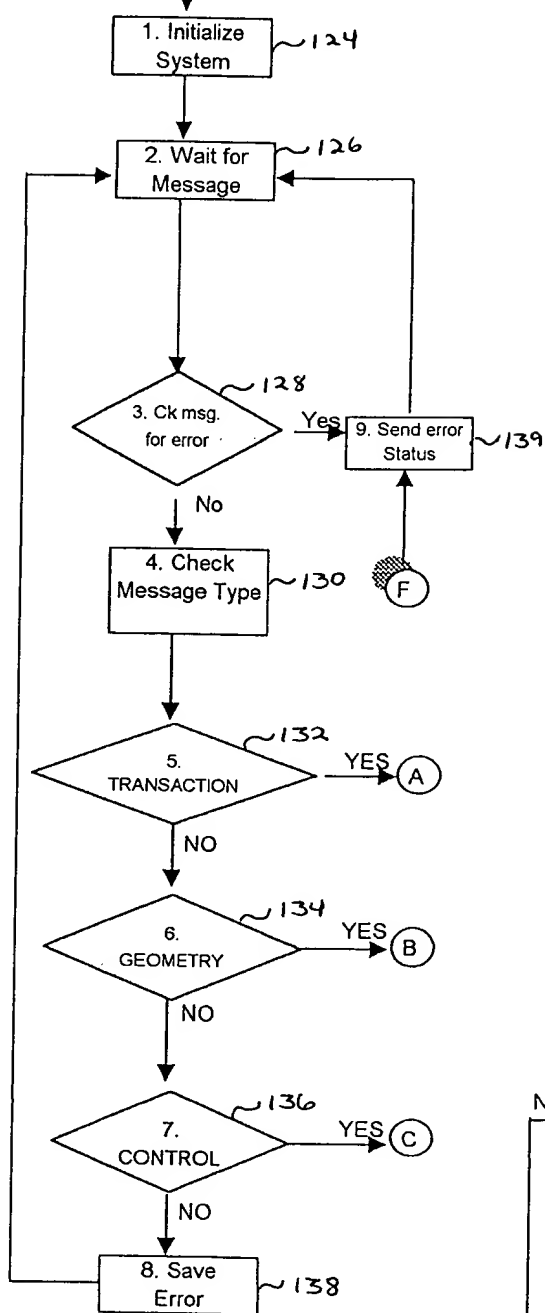 1. Initialize
System
124
2. Wait for
Message
126
128
3. Ck msg.
for error
Yes
9. Send error
Status
139
No
4. Check
Message Type
130
F
132
5.
TRANSACTION
YES
A
NO
134
6.
GEOMETRY
YES
B
NO
136
7.
CONTROL
YES
C
NO
8. Save
Error
138
N